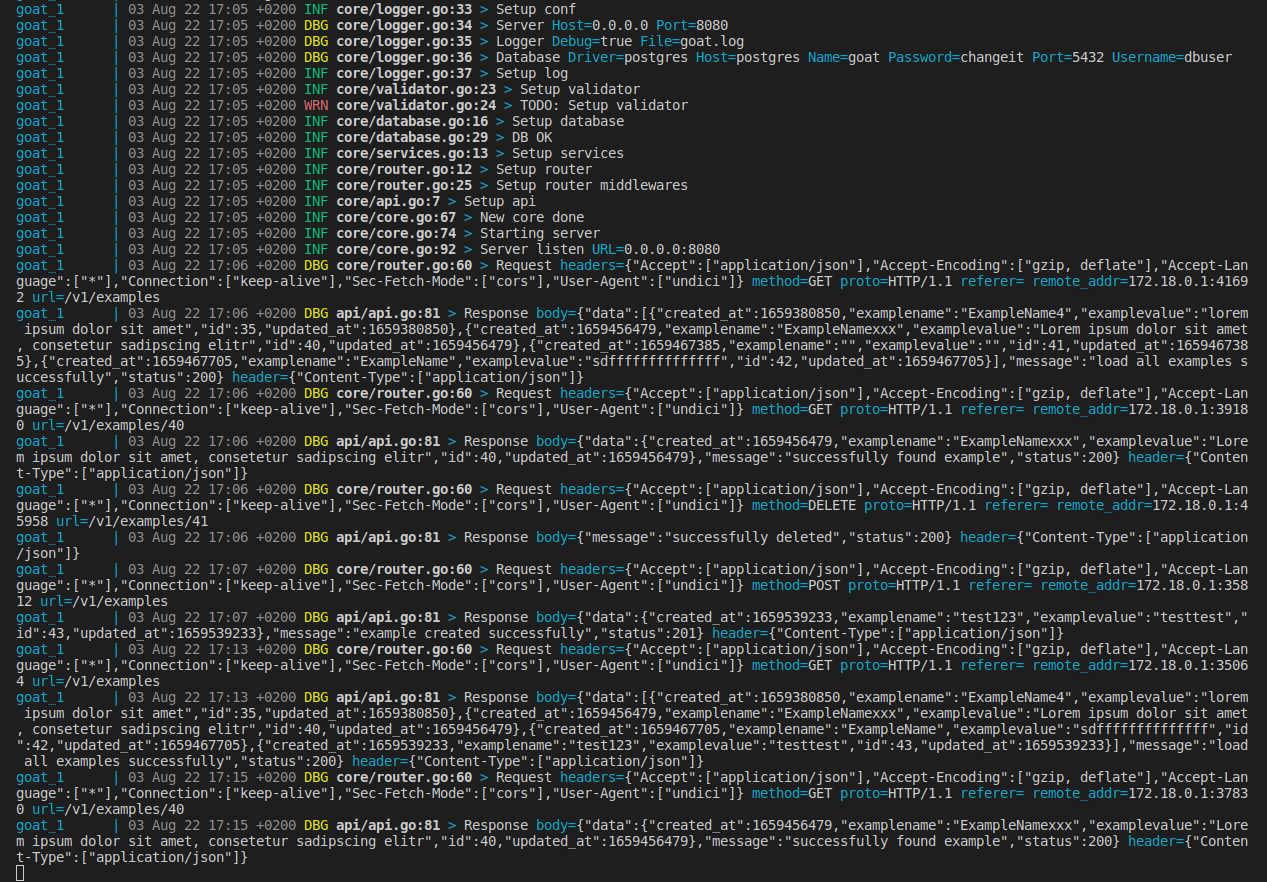 goat_1      | 03 Aug 22 17:05 +0200 INF core/logger.go:33 > Setup conf
goat_1      | 03 Aug 22 17:05 +0200 DBG core/logger.go:34 > Server Host=0.0.0.0 Port=8080
goat_1      | 03 Aug 22 17:05 +0200 DBG core/logger.go:35 > Logger Debug=true File=goat.log
goat_1      | 03 Aug 22 17:05 +0200 DBG core/logger.go:36 > Database Driver=postgres Host=postgres Name=goat Password=changeit Port=5432 Username=dbuser
goat_1      | 03 Aug 22 17:05 +0200 INF core/logger.go:37 > Setup log
goat_1      | 03 Aug 22 17:05 +0200 INF core/validator.go:23 > Setup validator
goat_1      | 03 Aug 22 17:05 +0200 WRN core/validator.go:24 > TODO: Setup validator
goat_1      | 03 Aug 22 17:05 +0200 INF core/database.go:16 > Setup database
goat_1      | 03 Aug 22 17:05 +0200 INF core/database.go:29 > DB OK
goat_1      | 03 Aug 22 17:05 +0200 INF core/services.go:13 > Setup services
goat_1      | 03 Aug 22 17:05 +0200 INF core/router.go:12 > Setup router
goat_1      | 03 Aug 22 17:05 +0200 INF core/router.go:25 > Setup router middlewares
goat_1      | 03 Aug 22 17:05 +0200 INF core/api.go:7 > Setup api
goat_1      | 03 Aug 22 17:05 +0200 INF core/core.go:67 > New core done
goat_1      | 03 Aug 22 17:05 +0200 INF core/core.go:74 > Starting server
goat_1      | 03 Aug 22 17:05 +0200 INF core/core.go:92 > Server listen URL=0.0.0.0:8080
goat_1      | 03 Aug 22 17:06 +0200 DBG core/router.go:60 > Request headers={"Accept":["application/json"],"Accept-Encoding":["gzip, deflate"],"Accept-Lan
guage":["*"],"Connection":["keep-alive"],"Sec-Fetch-Mode":["cors"],"User-Agent":["undici"]} method=GET proto=HTTP/1.1 referer= remote_addr=172.18.0.1:4169
2 url=/v1/examples
goat_1      | 03 Aug 22 17:06 +0200 DBG api/api.go:81 > Response body={"data":[{"created_at":1659380850,"examplename":"ExampleName4","examplevalue":"lorem
 ipsum dolor sit amet","id":35,"updated_at":1659380850},{"created_at":1659456479,"examplename":"ExampleNamexxx","examplevalue":"Lorem ipsum dolor sit amet
, consetetur sadipscing elitr","id":40,"updated_at":1659456479},{"created_at":1659467385,"examplename":"","examplevalue":"","id":41,"updated_at":165946738
5},{"created_at":1659467705,"examplename":"ExampleName","examplevalue":"sdffffffffffffff","id":42,"updated_at":1659467705}],"message":"load all examples s
uccessfully","status":200} header={"Content-Type":["application/json"]}
goat_1      | 03 Aug 22 17:06 +0200 DBG core/router.go:60 > Request headers={"Accept":["application/json"],"Accept-Encoding":["gzip, deflate"],"Accept-Lan
guage":["*"],"Connection":["keep-alive"],"Sec-Fetch-Mode":["cors"],"User-Agent":["undici"]} method=GET proto=HTTP/1.1 referer= remote_addr=172.18.0.1:3918
0 url=/v1/examples/40
goat_1      | 03 Aug 22 17:06 +0200 DBG api/api.go:81 > Response body={"data":{"created_at":1659456479,"examplename":"ExampleNamexxx","examplevalue":"Lore
m ipsum dolor sit amet, consetetur sadipscing elitr","id":40,"updated_at":1659456479},"message":"successfully found example","status":200} header={"Conten
t-Type":["application/json"]}
goat_1      | 03 Aug 22 17:06 +0200 DBG core/router.go:60 > Request headers={"Accept":["application/json"],"Accept-Encoding":["gzip, deflate"],"Accept-Lan
guage":["*"],"Connection":["keep-alive"],"Sec-Fetch-Mode":["cors"],"User-Agent":["undici"]} method=DELETE proto=HTTP/1.1 referer= remote_addr=172.18.0.1:4
5958 url=/v1/examples/41
goat_1      | 03 Aug 22 17:06 +0200 DBG api/api.go:81 > Response body={"message":"successfully deleted","status":200} header={"Content-Type":["application
/json"]}
goat_1      | 03 Aug 22 17:07 +0200 DBG core/router.go:60 > Request headers={"Accept":["application/json"],"Accept-Encoding":["gzip, deflate"],"Accept-Lan
guage":["*"],"Connection":["keep-alive"],"Sec-Fetch-Mode":["cors"],"User-Agent":["undici"]} method=POST proto=HTTP/1.1 referer= remote_addr=172.18.0.1:358
12 url=/v1/examples
goat_1      | 03 Aug 22 17:07 +0200 DBG api/api.go:81 > Response body={"data":{"created_at":1659539233,"examplename":"test123","examplevalue":"testtest","
id":43,"updated_at":1659539233},"message":"example created successfully","status":201} header={"Content-Type":["application/json"]}
goat_1      | 03 Aug 22 17:13 +0200 DBG core/router.go:60 > Request headers={"Accept":["application/json"],"Accept-Encoding":["gzip, deflate"],"Accept-Lan
guage":["*"],"Connection":["keep-alive"],"Sec-Fetch-Mode":["cors"],"User-Agent":["undici"]} method=GET proto=HTTP/1.1 referer= remote_addr=172.18.0.1:3506
4 url=/v1/examples
goat_1      | 03 Aug 22 17:13 +0200 DBG api/api.go:81 > Response body={"data":[{"created_at":1659380850,"examplename":"ExampleName4","examplevalue":"lorem
 ipsum dolor sit amet","id":35,"updated_at":1659380850},{"created_at":1659456479,"examplename":"ExampleNamexxx","examplevalue":"Lorem ipsum dolor sit amet
, consetetur sadipscing elitr","id":40,"updated_at":1659456479},{"created_at":1659467705,"examplename":"ExampleName","examplevalue":"sdffffffffffffff","id
":42,"updated_at":1659467705},{"created_at":1659539233,"examplename":"test123","examplevalue":"testtest","id":43,"updated_at":1659539233}],"message":"load
 all examples successfully","status":200} header={"Content-Type":["application/json"]}
goat_1      | 03 Aug 22 17:15 +0200 DBG core/router.go:60 > Request headers={"Accept":["application/json"],"Accept-Encoding":["gzip, deflate"],"Accept-Lan
guage":["*"],"Connection":["keep-alive"],"Sec-Fetch-Mode":["cors"],"User-Agent":["undici"]} method=GET proto=HTTP/1.1 referer= remote_addr=172.18.0.1:3783
0 url=/v1/examples/40
goat_1      | 03 Aug 22 17:15 +0200 DBG api/api.go:81 > Response body={"data":{"created_at":1659456479,"examplename":"ExampleNamexxx","examplevalue":"Lore
m ipsum dolor sit amet, consetetur sadipscing elitr","id":40,"updated_at":1659456479},"message":"successfully found example","status":200} header={"Conten
t-Type":["application/json"]}